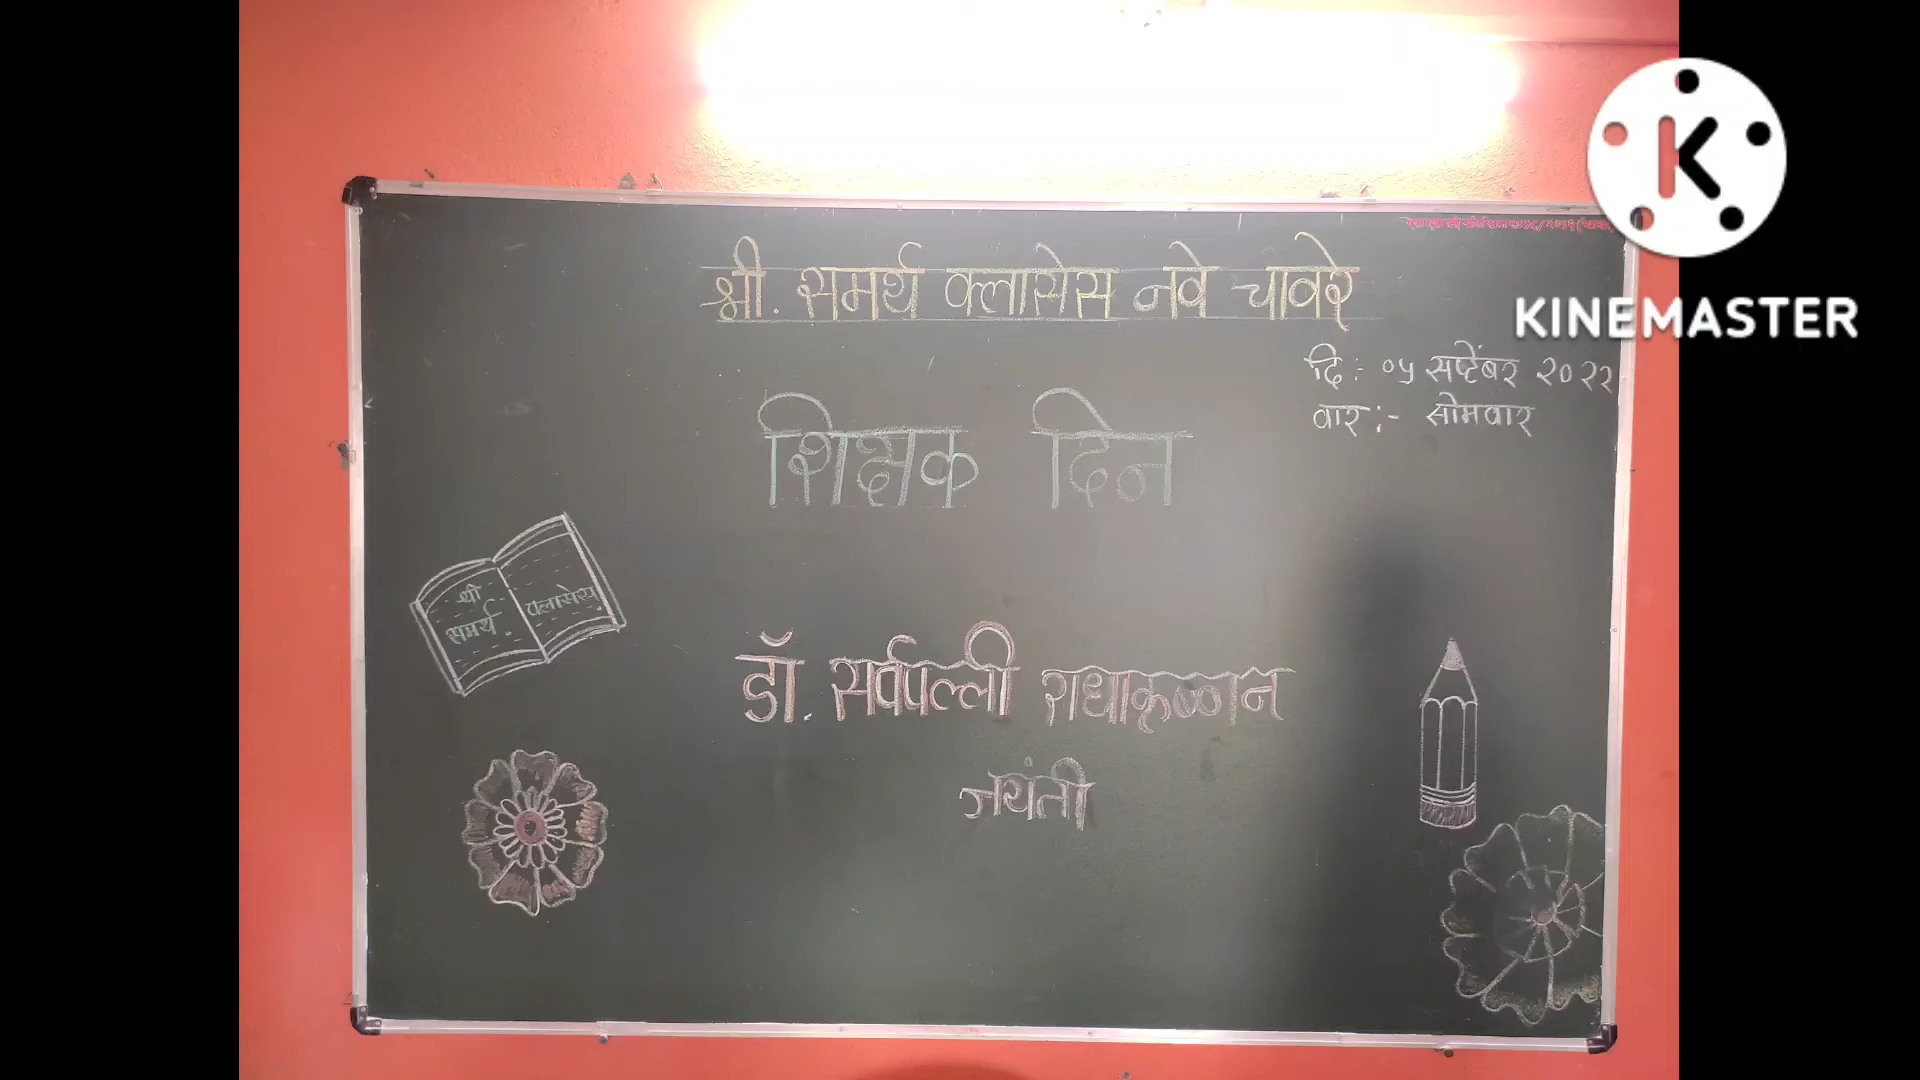 KINEMASTER
श्री. समर्थ क्लासेस नवे चावरे
दि :- ०५ सप्टेंबर २०२२
वार :- सोमवार
शिक्षक दिन
श्री
समर्थ
क्लासेस
डॉ. सर्वपल्ली राधाकृष्णन
जयंती